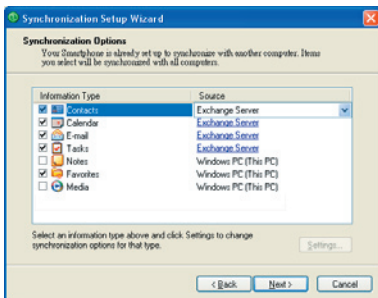 Synchronization Setup Wizard
Synchronization Options
Your Smartphone is already set up to synchronize with another computer. Items
you select will be synchronized with all computers.
Information Type Source
Contacts Exchange Server
Calendar Exchange Server
E-mail Exchange Server
Tasks Exchange Server
Notes Windows PC (This PC)
Favorites Windows PC (This PC)
Media Windows PC (This PC)
Select an information type above and click Settings to change
synchronization options for that type.
Settings...
< Back Next > Cancel